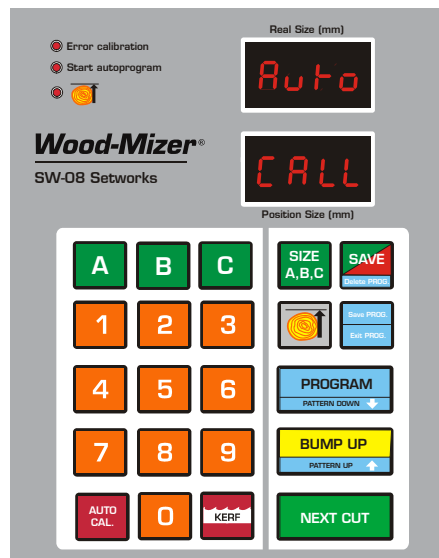 Real Size (mm)
Error calibration
Start autoprogram
Auto
Wood-Mizer®
SW-08 Setworks
CALL
Position Size (mm)
A B C
SIZE
A,B,C
SAVE
Delete PROG.
1 2 3
Save PROG.
Exit PROG.
4 5 6
PROGRAM
PATTERN DOWN
7 8 9
BUMP UP
PATTERN UP
AUTO
CAL.
0
KERF
NEXT CUT